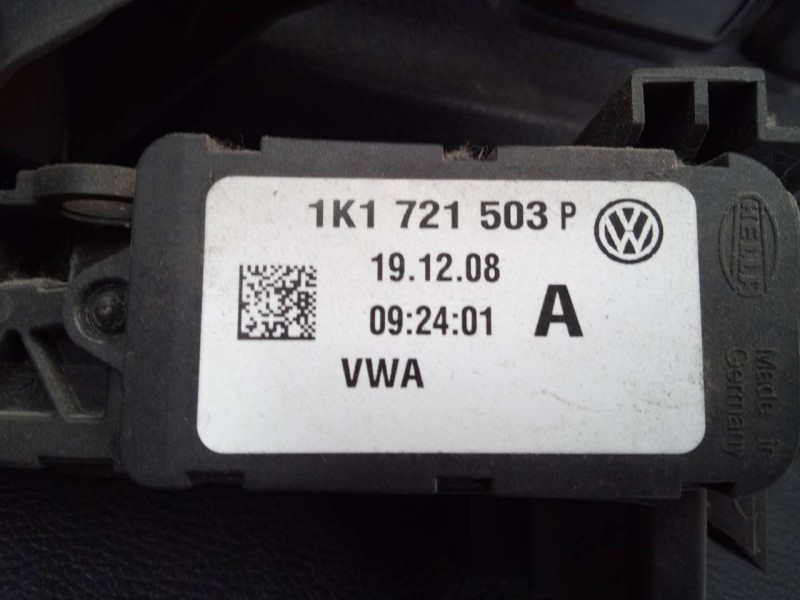 1K1 721 503 P
19.12.08
09:24:01 A
VWA
HELLA
Made in
Germany